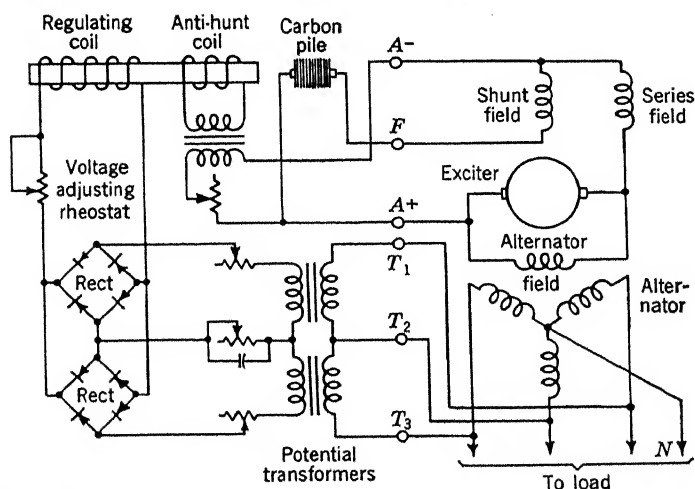 Regulating
coil
Anti-hunt
coil
Carbon
pile
A−
Shunt
field
Series
field
F
Voltage
adjusting
rheostat
Exciter
A+
Alternator
field
T1
Rect
Alter-
nator
T2
Rect
T3
N
Potential
transformers
To load